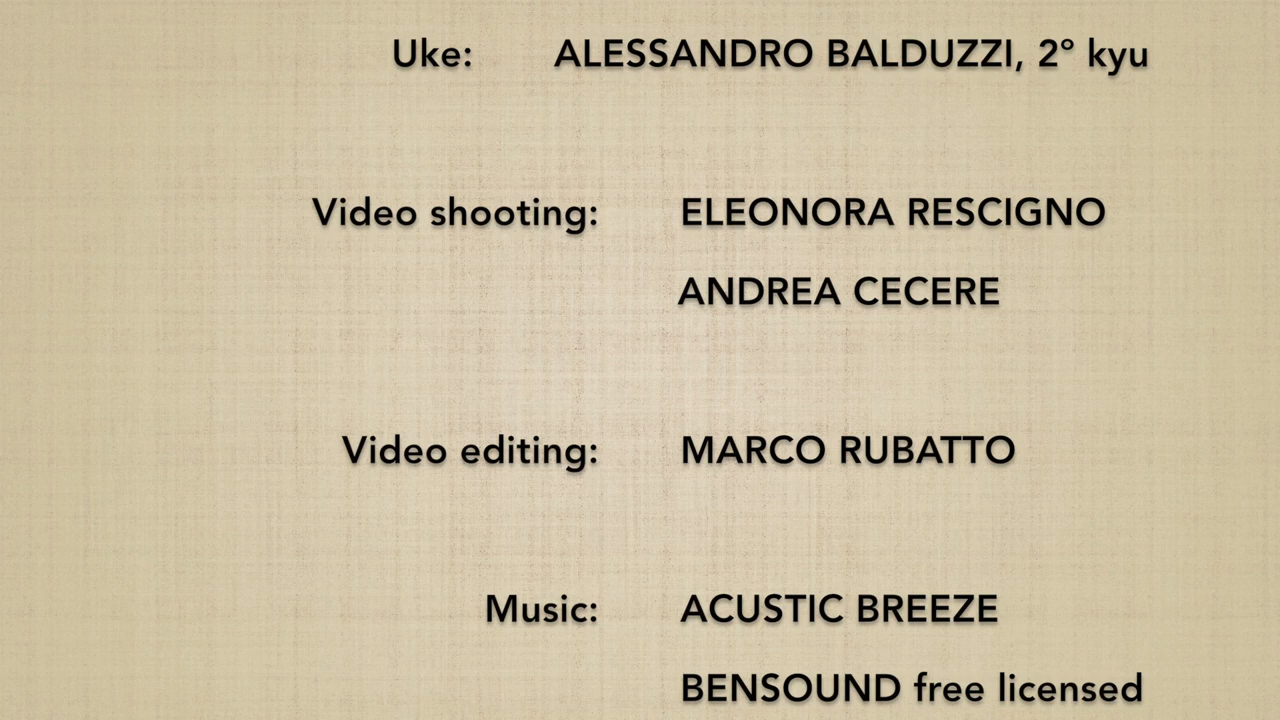 Uke: ALESSANDRO BALDUZZI, 2º kyu
Video shooting: ELEONORA RESCIGNO
ANDREA CECERE
Video editing: MARCO RUBATTO
Music: ACUSTIC BREEZE
BENSOUND free licensed